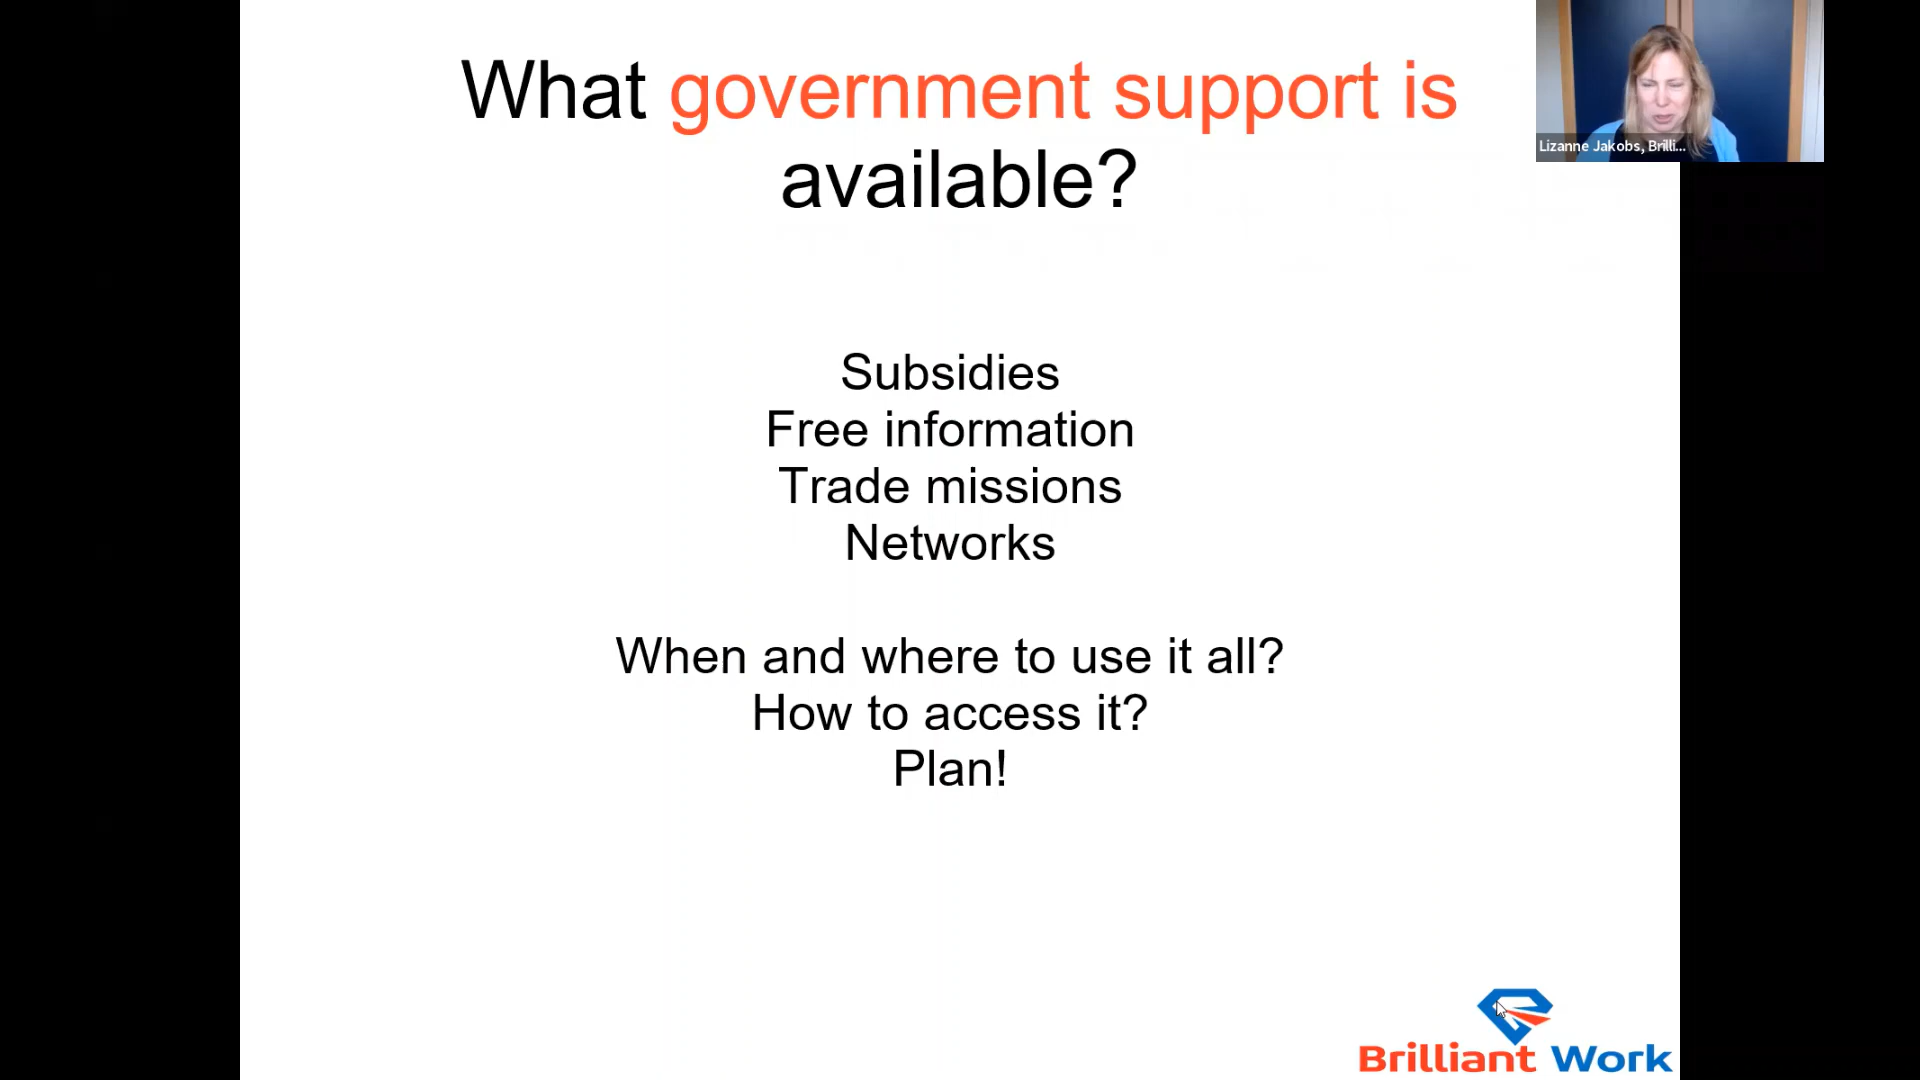 What government support is
available?
Lizanne Jakobs, Brilli...
Subsidies
Free information
Trade missions
Networks
When and where to use it all?
How to access it?
Plan!
Brilliant Work